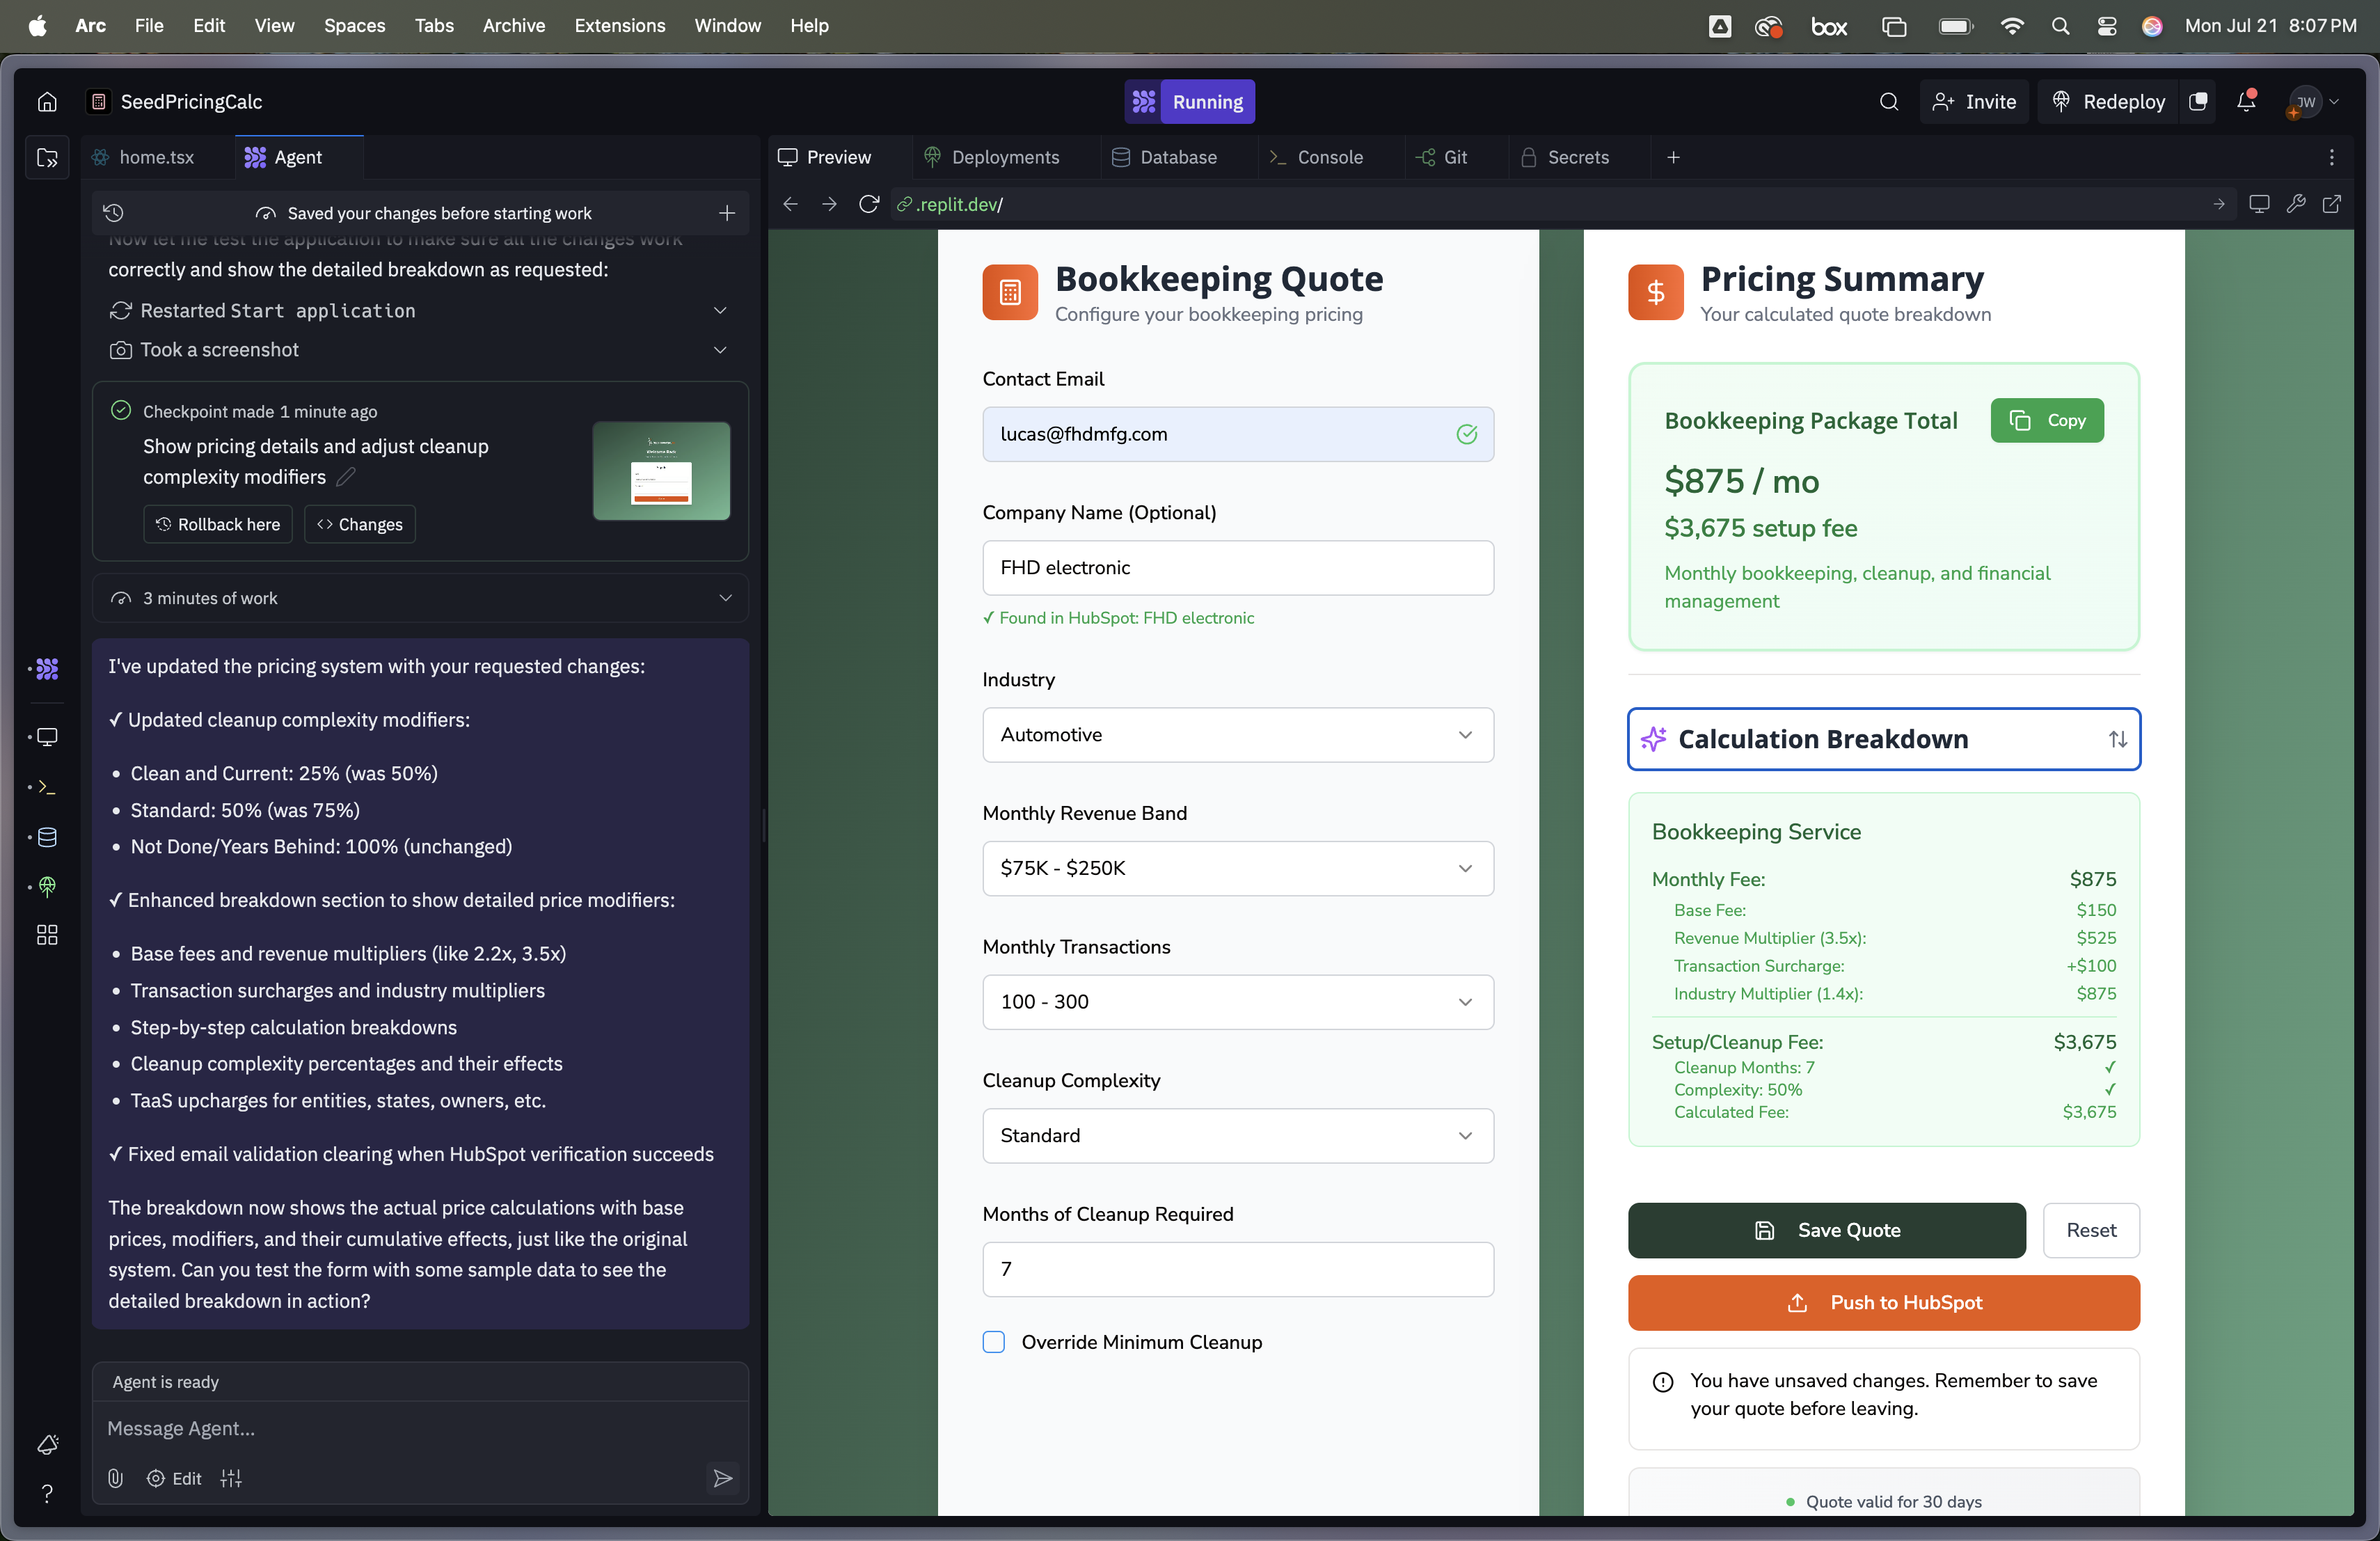 Arc File Edit View Spaces Tabs Archive Extensions Window Help
box
Mon Jul 21 8:07 PM
SeedPricingCalc
Running
Invite
Redeploy
JW
home.tsx
Agent
Saved your changes before starting work
Now let me test the application to make sure all the changes work
correctly and show the detailed breakdown as requested:
Restarted Start application
Took a screenshot
Checkpoint made 1 minute ago
Show pricing details and adjust cleanup
complexity modifiers
Rollback here
<> Changes
3 minutes of work
I've updated the pricing system with your requested changes:
✓ Updated cleanup complexity modifiers:
• Clean and Current: 25% (was 50%)
• Standard: 50% (was 75%)
• Not Done/Years Behind: 100% (unchanged)
✓ Enhanced breakdown section to show detailed price modifiers:
• Base fees and revenue multipliers (like 2.2x, 3.5x)
• Transaction surcharges and industry multipliers
• Step-by-step calculation breakdowns
• Cleanup complexity percentages and their effects
• TaaS upcharges for entities, states, owners, etc.
✓ Fixed email validation clearing when HubSpot verification succeeds
The breakdown now shows the actual price calculations with base
prices, modifiers, and their cumulative effects, just like the original
system. Can you test the form with some sample data to see the
detailed breakdown in action?
Agent is ready
Message Agent...
Edit
Preview
Deployments
Database
Console
Git
Secrets
.replit.dev/
Bookkeeping Quote
Configure your bookkeeping pricing
Contact Email
lucas@fhdmfg.com
Company Name (Optional)
FHD electronic
✓ Found in HubSpot: FHD electronic
Industry
Automotive
Monthly Revenue Band
$75K - $250K
Monthly Transactions
100 - 300
Cleanup Complexity
Standard
Months of Cleanup Required
7
Override Minimum Cleanup
Pricing Summary
Your calculated quote breakdown
Bookkeeping Package Total
Copy
$875 / mo
$3,675 setup fee
Monthly bookkeeping, cleanup, and financial
management
Calculation Breakdown
Bookkeeping Service
Monthly Fee: $875
Base Fee: $150
Revenue Multiplier (3.5x): $525
Transaction Surcharge: +$100
Industry Multiplier (1.4x): $875
Setup/Cleanup Fee: $3,675
Cleanup Months: 7 ✓
Complexity: 50% ✓
Calculated Fee: $3,675
Save Quote
Reset
Push to HubSpot
You have unsaved changes. Remember to save
your quote before leaving.
Quote valid for 30 days